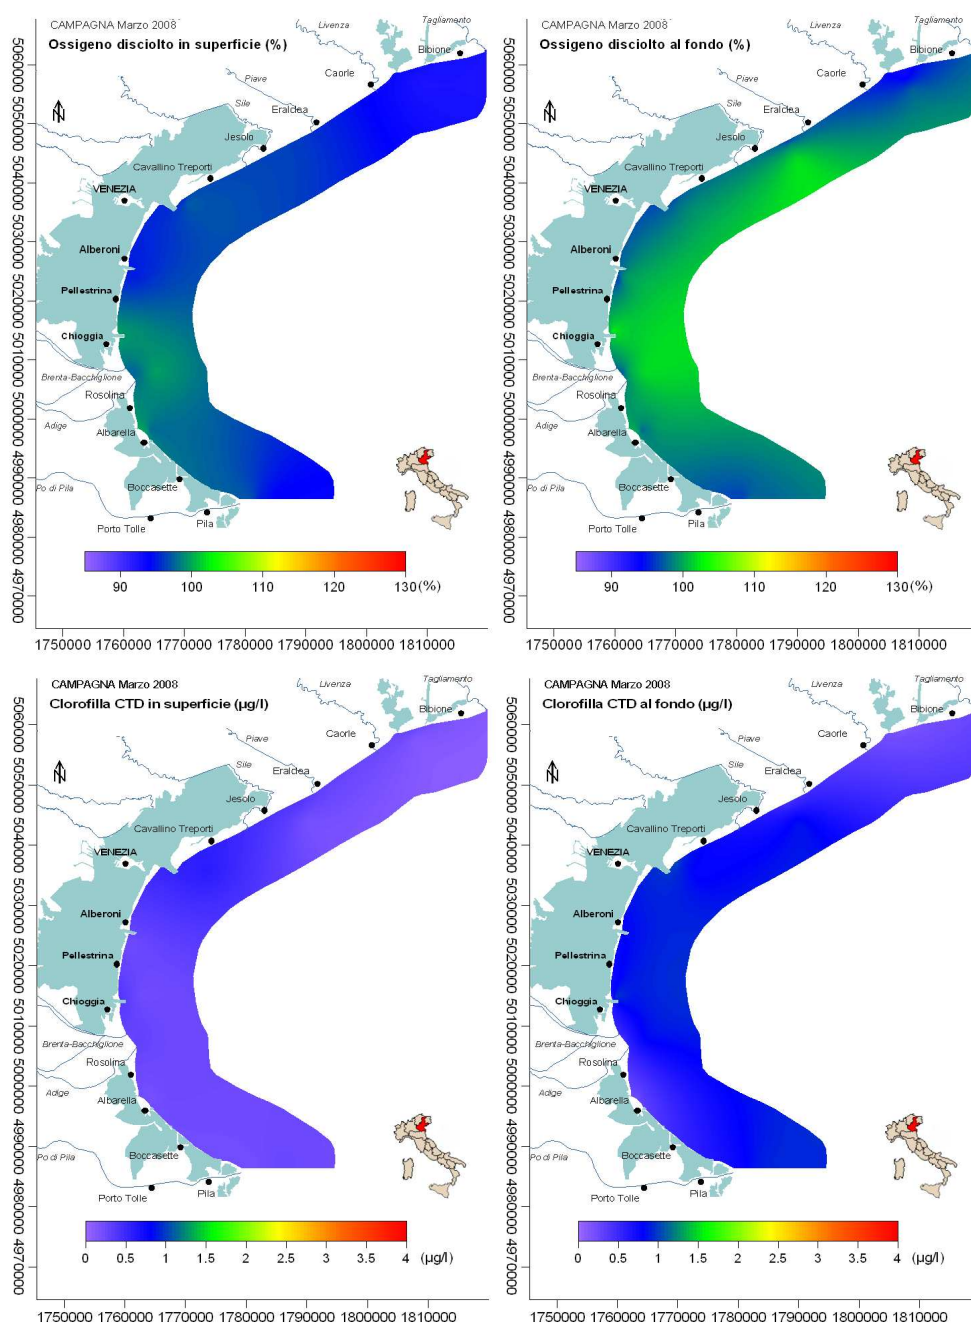 CAMPAGNA Marzo 2008
Ossigeno disciolto in superficie (%)
Livenza
Tagliamento
Bibione
Caorle
Piave
Eraldea
Sile
Jesolo
Cavallino Treporti
VENEZIA
N
Alberoni
Pellestrina
Chioggia
Brenta-Bacchiglione
Rosolina
Adige
Albarella
Boccasette
Po di Pila
Porto Tolle
Pila
90 100 110 120 130 (%)
5060000 5050000 5040000 5030000 5020000 5010000 5000000 4990000 4980000 4970000
1750000 1760000 1770000 1780000 1790000 1800000 1810000
CAMPAGNA Marzo 2008
Ossigeno disciolto al fondo (%)
Livenza
Tagliamento
Bibione
Caorle
Piave
Eraldea
Sile
Jesolo
Cavallino Treporti
VENEZIA
N
Alberoni
Pellestrina
Chioggia
Brenta-Bacchiglione
Rosolina
Adige
Albarella
Boccasette
Po di Pila
Porto Tolle
Pila
90 100 110 120 130 (%)
5060000 5050000 5040000 5030000 5020000 5010000 5000000 4990000 4980000 4970000
1750000 1760000 1770000 1780000 1790000 1800000 1810000
CAMPAGNA Marzo 2008
Clorofilla CTD in superficie (µg/l)
Livenza
Tagliamento
Bibione
Caorle
Piave
Eraldea
Sile
Jesolo
Cavallino Treporti
VENEZIA
N
Alberoni
Pellestrina
Chioggia
Brenta-Bacchiglione
Rosolina
Adige
Albarella
Boccasette
Po di Pila
Porto Tolle
Pila
0 0.5 1 1.5 2 2.5 3 3.5 4 (µg/l)
5060000 5050000 5040000 5030000 5020000 5010000 5000000 4990000 4980000 4970000
1750000 1760000 1770000 1780000 1790000 1800000 1810000
CAMPAGNA Marzo 2008
Clorofilla CTD al fondo (µg/l)
Livenza
Tagliamento
Bibione
Caorle
Piave
Eraldea
Sile
Jesolo
Cavallino Treporti
VENEZIA
N
Alberoni
Pellestrina
Chioggia
Brenta-Bacchiglione
Rosolina
Adige
Albarella
Boccasette
Po di Pila
Porto Tolle
Pila
0 0.5 1 1.5 2 2.5 3 3.5 4 (µg/l)
5060000 5050000 5040000 5030000 5020000 5010000 5000000 4990000 4980000 4970000
1750000 1760000 1770000 1780000 1790000 1800000 1810000